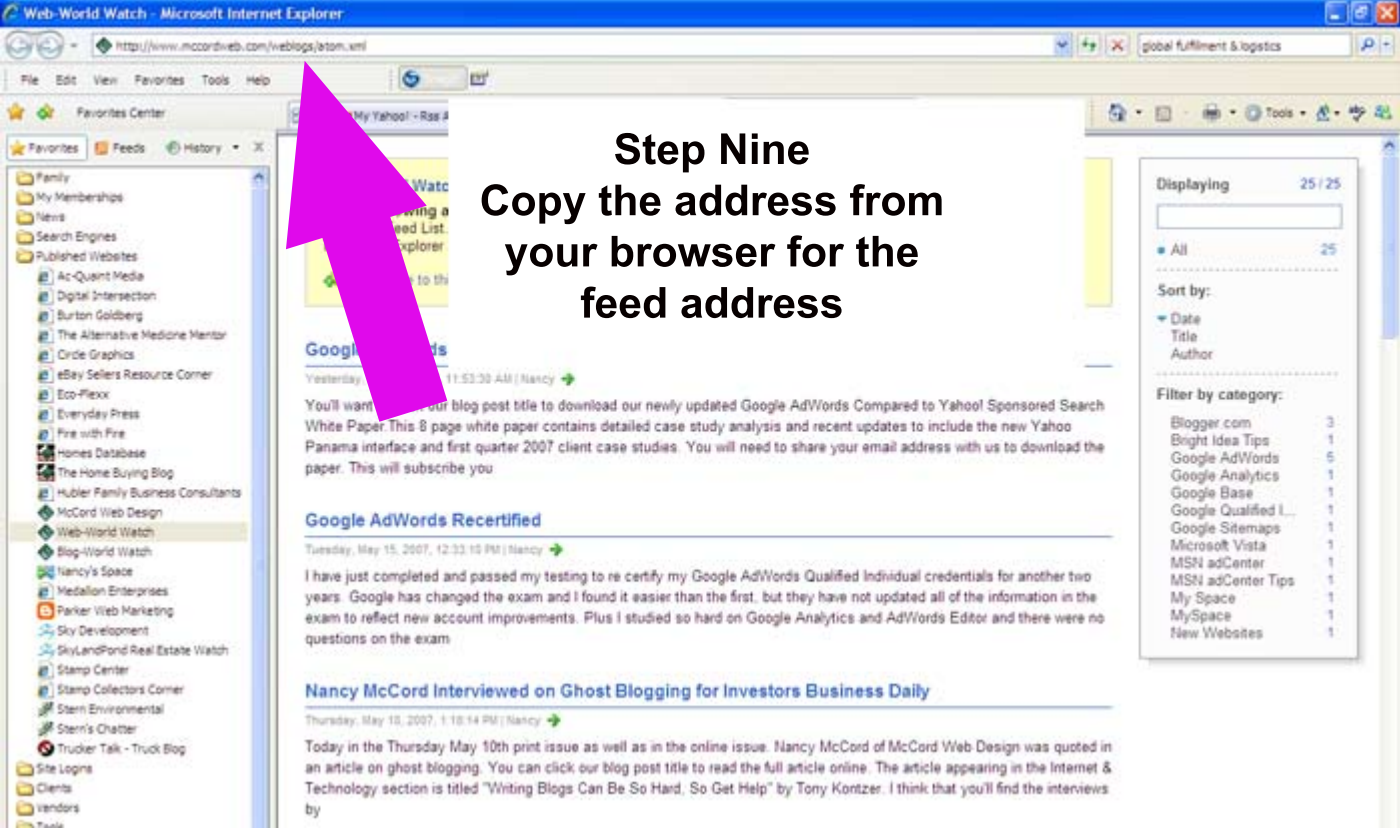 Web-World Watch - Microsoft Internet Explorer
http://www.mccordweb.com/weblogs/atom.xml
global fulfilment & logistics
File Edit View Favorites Tools Help
Favorites Center
My Yahoo! - Rss A
Tools
Favorites Feeds History
Family
My Memberships
News
Search Engines
Published Websites
Ac-Quaint Media
Digital Intersection
Burton Goldberg
The Alternative Medicine Mentor
Circle Graphics
eBay Sellers Resource Corner
Eco-Flexx
Everyday Press
Fire with Fire
Homes Database
The Home Buying Blog
Hubler Family Business Consultants
McCord Web Design
Web-World Watch
Blog-World Watch
Nancy's Space
Medallion Enterprises
Parker Web Marketing
Sky Development
SkyLandPond Real Estate Watch
Stamp Center
Stamp Collectors Corner
Stern Environmental
Stern's Chatter
Trucker Talk - Truck Blog
Site Logins
Clients
Vendors
Tools
Step Nine
Copy the address from
your browser for the
feed address
Watc
wing a
eed List.
xplorer
to thi
Googl ds
Yesterday, 11:53:30 AM | Nancy
You'll want our blog post title to download our newly updated Google AdWords Compared to Yahoo! Sponsored Search
White Paper.This 8 page white paper contains detailed case study analysis and recent updates to include the new Yahoo
Panama interface and first quarter 2007 client case studies. You will need to share your email address with us to download the
paper. This will subscribe you
Google AdWords Recertified
Tuesday, May 15, 2007, 12:33:10 PM | Nancy
I have just completed and passed my testing to re certify my Google AdWords Qualified Individual credentials for another two
years. Google has changed the exam and I found it easier than the first, but they have not updated all of the information in the
exam to reflect new account improvements. Plus I studied so hard on Google Analytics and AdWords Editor and there were no
questions on the exam
Nancy McCord Interviewed on Ghost Blogging for Investors Business Daily
Thursday, May 10, 2007, 1:18:14 PM | Nancy
Today in the Thursday May 10th print issue as well as in the online issue. Nancy McCord of McCord Web Design was quoted in
an article on ghost blogging. You can click our blog post title to read the full article online. The article appearing in the Internet &
Technology section is titled "Writing Blogs Can Be So Hard, So Get Help" by Tony Kontzer. I think that you'll find the interviews
by
Displaying 25 / 25
All 25
Sort by:
Date
Title
Author
Filter by category:
Blogger.com 3
Bright Idea Tips 1
Google AdWords 5
Google Analytics 1
Google Base 1
Google Qualified I... 1
Google Sitemaps 1
Microsoft Vista 1
MSN adCenter 1
MSN adCenter Tips 1
My Space 1
MySpace 1
New Websites 1